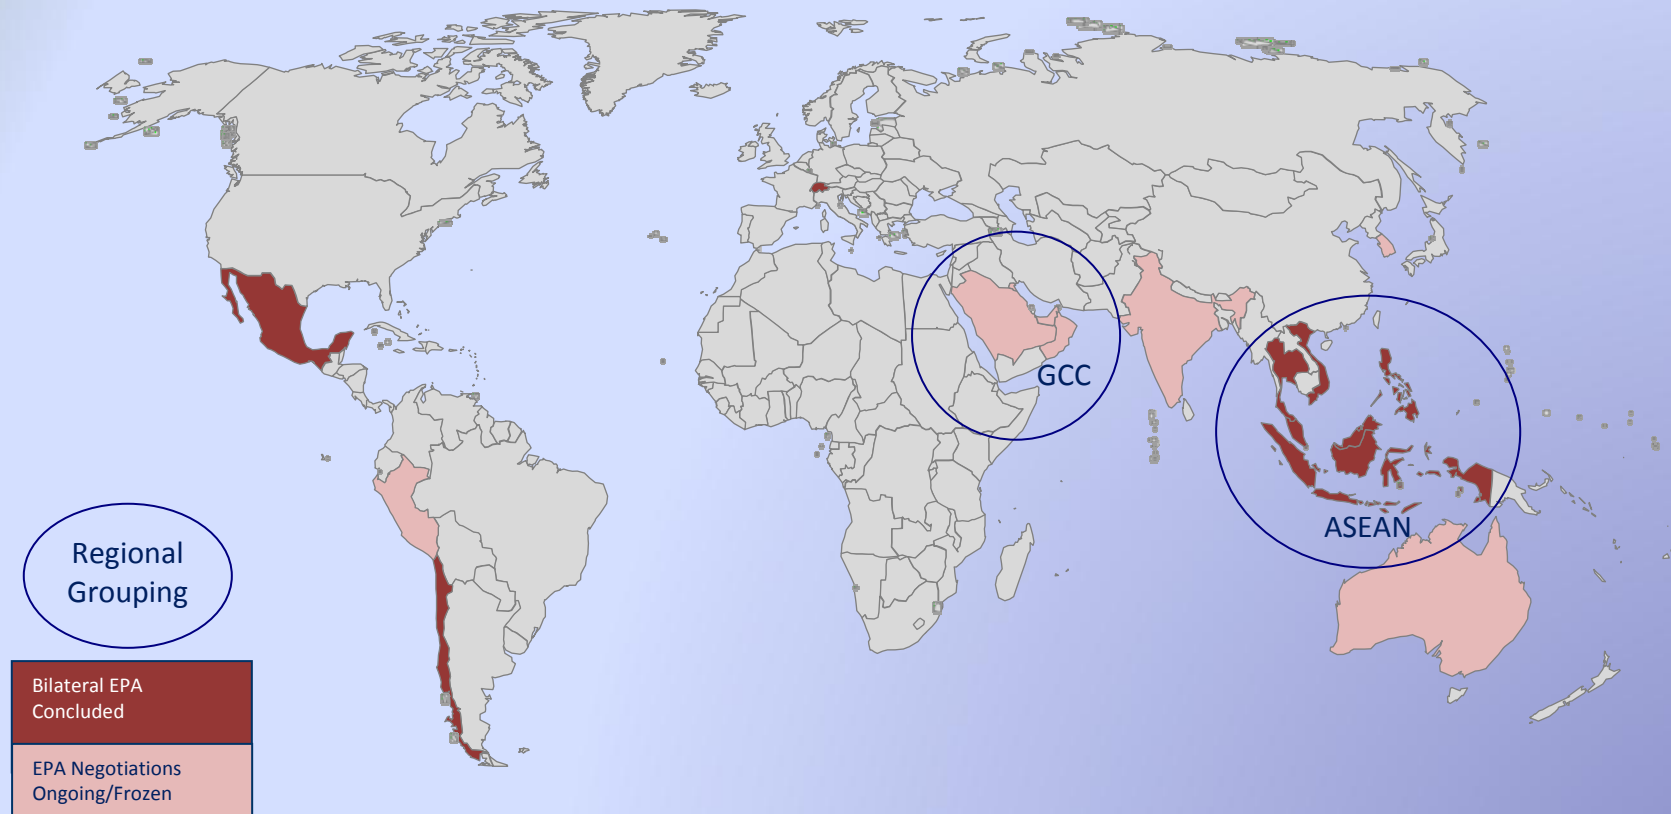 GCC
ASEAN
Regional
Grouping
Bilateral EPA
Concluded
EPA Negotiations
Ongoing/Frozen